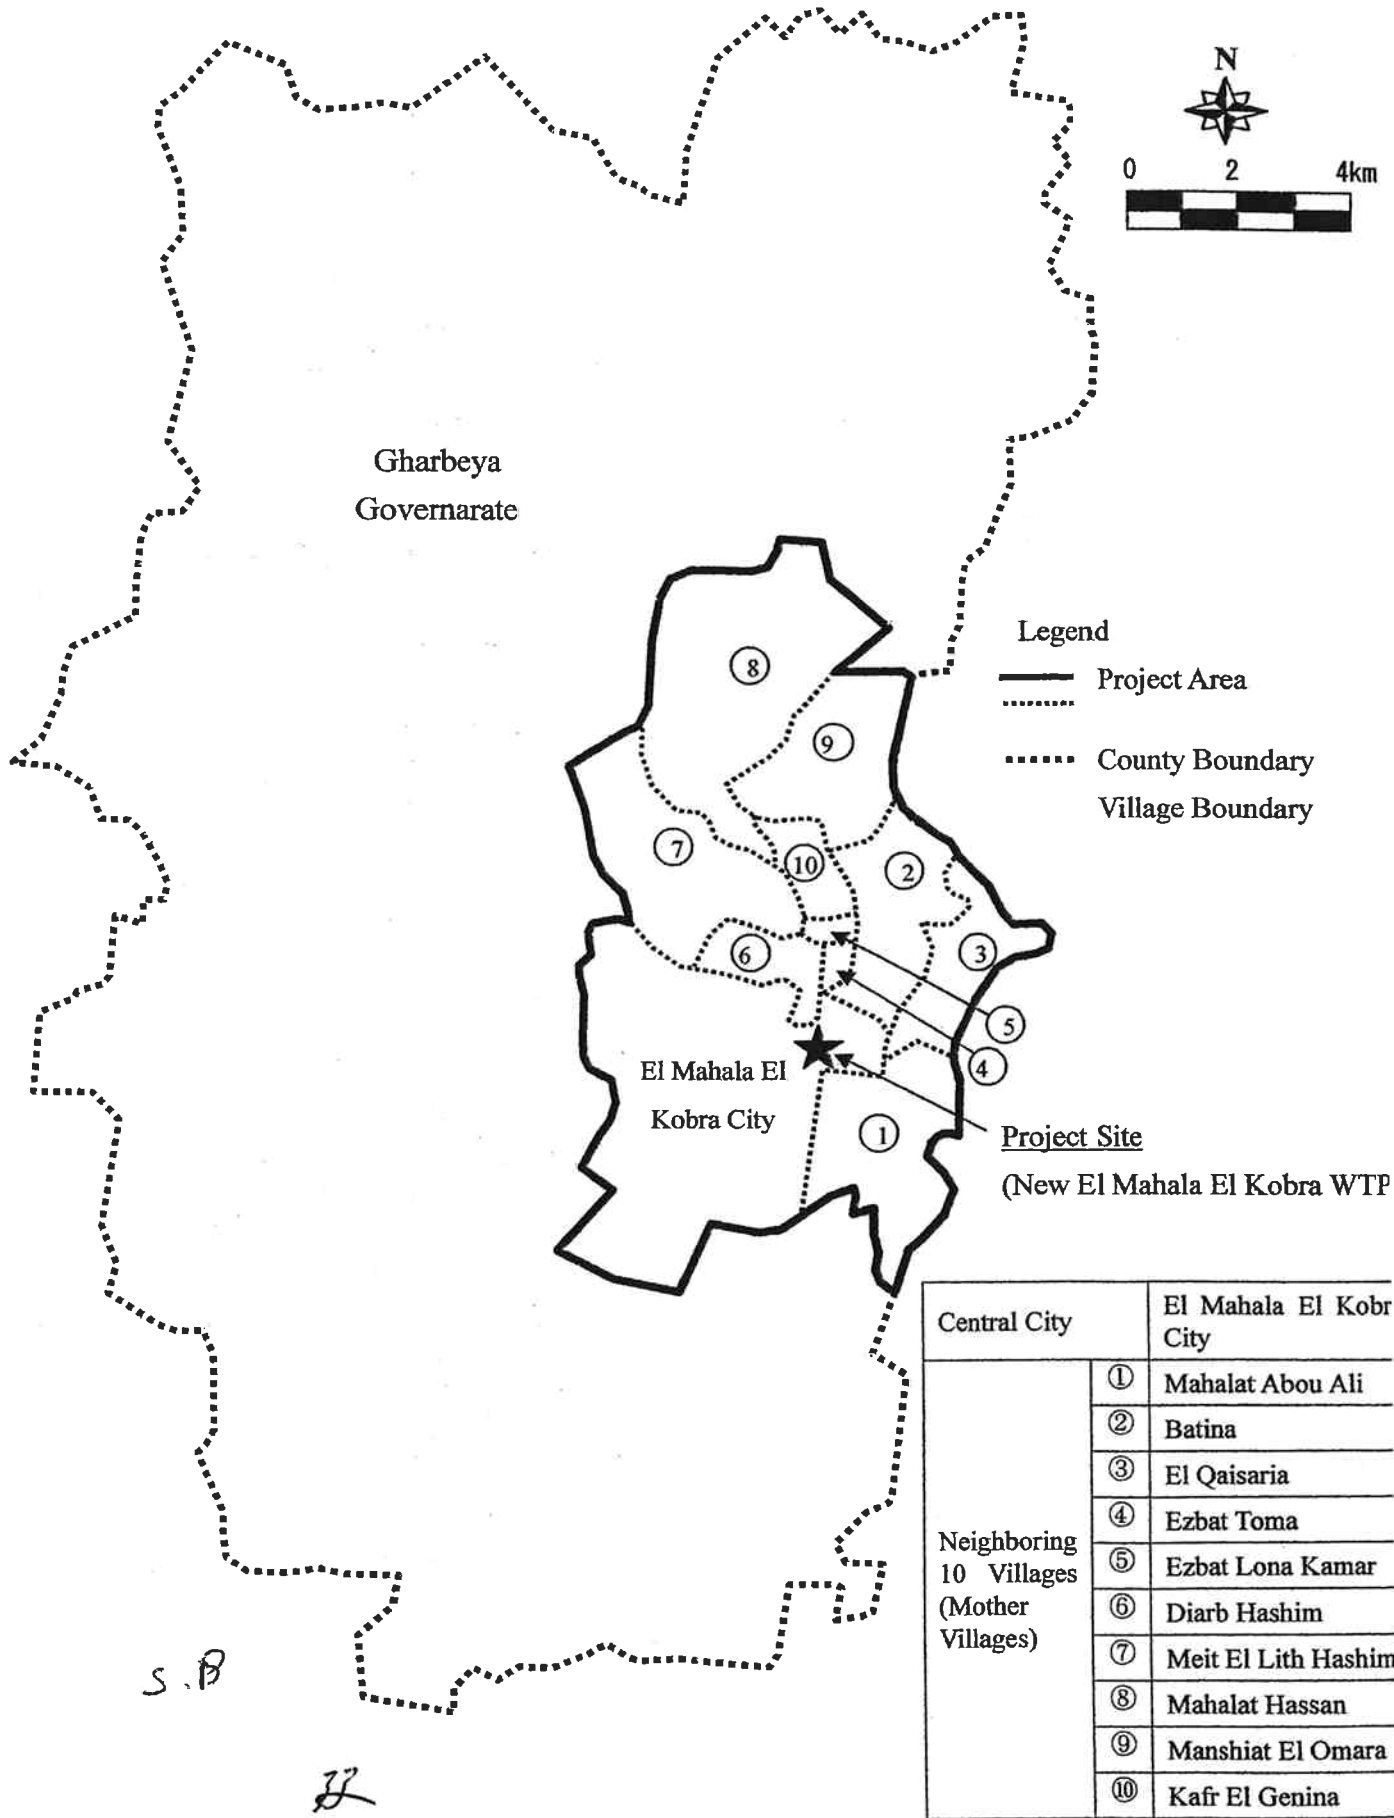 N
0 2 4km
Gharbeya
Governarate
Legend
Project Area
County Boundary
Village Boundary
8
9
7
10
2
6
3
5
4
El Mahala El
Kobra City
1
Project Site
(New El Mahala El Kobra WTP
Central City
El Mahala El Kobr
City
Neighboring
10 Villages
(Mother
Villages)
① Mahalat Abou Ali
② Batina
③ El Qaisaria
④ Ezbat Toma
⑤ Ezbat Lona Kamar
⑥ Diarb Hashim
⑦ Meit El Lith Hashim
⑧ Mahalat Hassan
⑨ Manshiat El Omara
⑩ Kafr El Genina
S.B